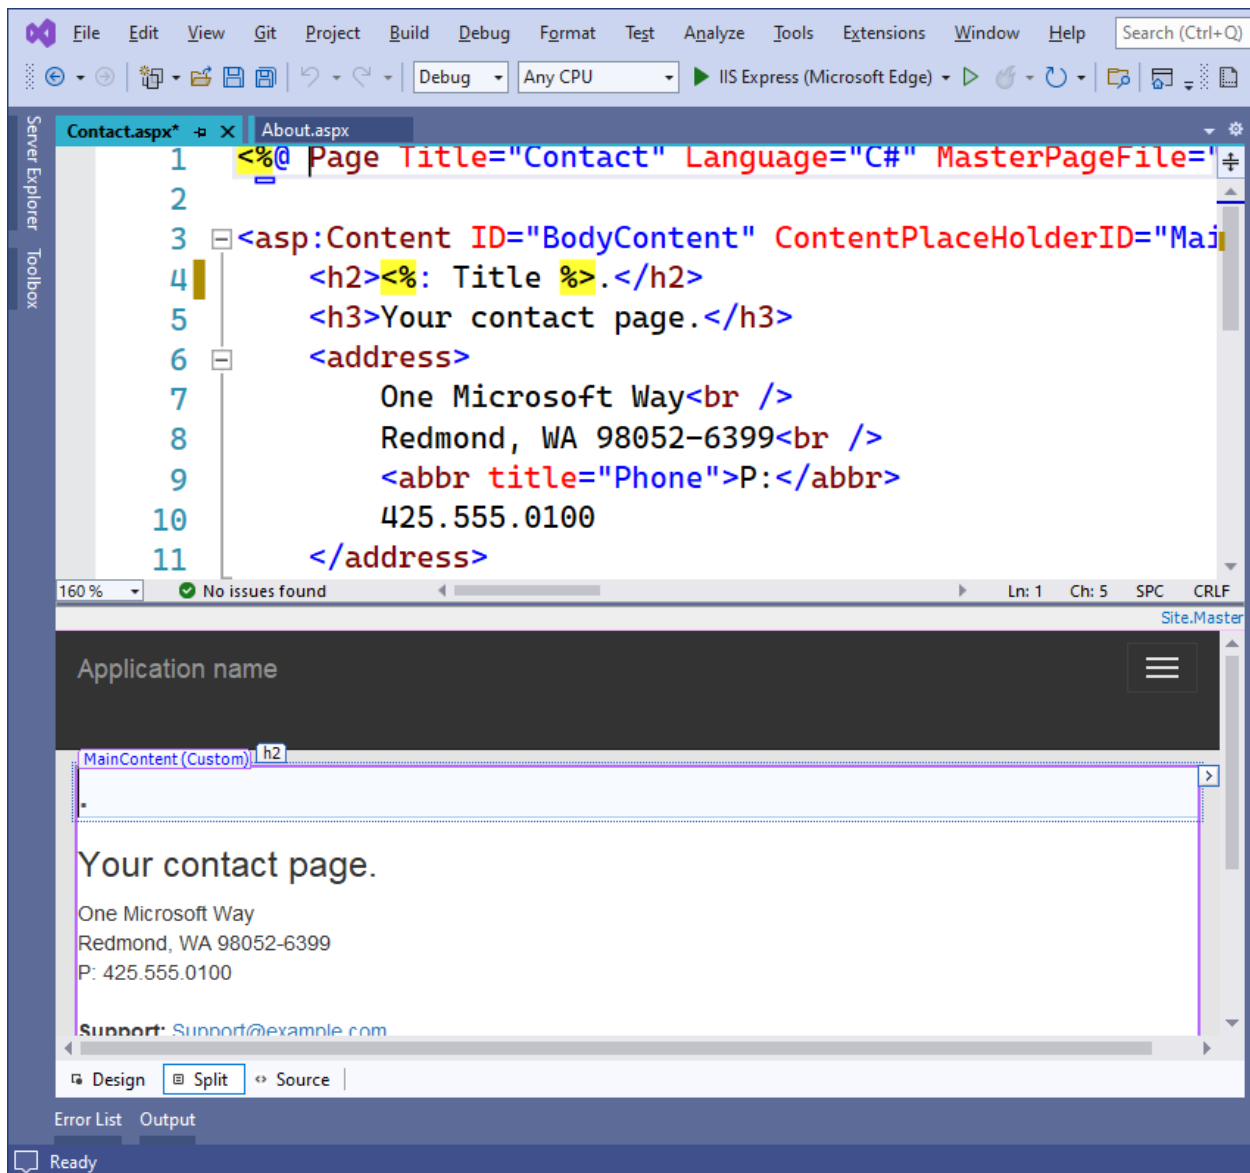 File Edit View Git Project Build Debug Format Test Analyze Tools Extensions Window Help Search (Ctrl+Q)
Debug Any CPU IIS Express (Microsoft Edge)
Server Explorer
Toolbox
Contact.aspx* About.aspx
1 <%@ Page Title="Contact" Language="C#" MasterPageFile="
2
3 <asp:Content ID="BodyContent" ContentPlaceHolderID="Mai
4 <h2><%: Title %>.</h2>
5 <h3>Your contact page.</h3>
6 <address>
7 One Microsoft Way<br />
8 Redmond, WA 98052-6399<br />
9 <abbr title="Phone">P:</abbr>
10 425.555.0100
11 </address>
160 % No issues found Ln: 1 Ch: 5 SPC CRLF
Site.Master
Application name
MainContent (Custom) h2
.
Your contact page.
One Microsoft Way
Redmond, WA 98052-6399
P: 425.555.0100
Support: Support@example.com
Design Split Source
Error List Output
Ready